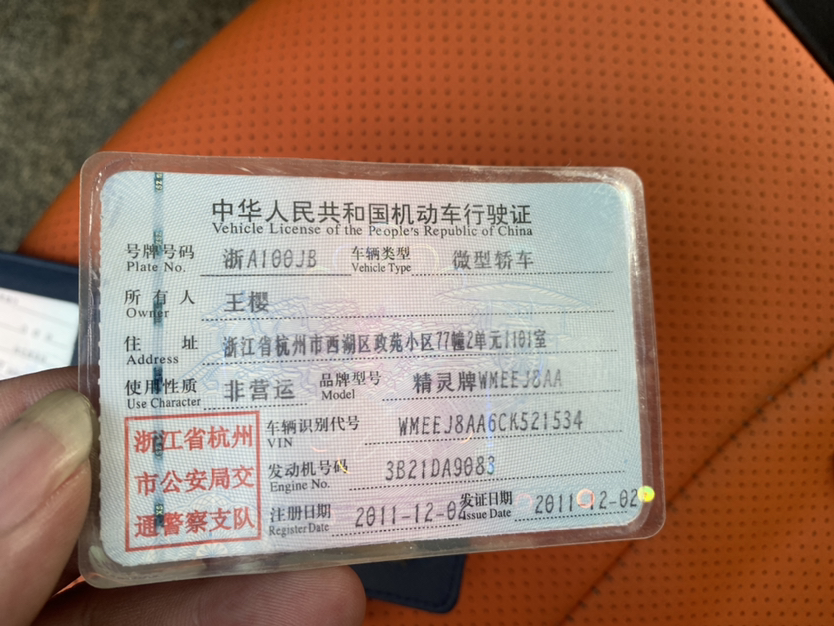 中华人民共和国机动车行驶证
Vehicle License of the People's Republic of China
号牌号码 浙A100JB 车辆类型 微型轿车
Plate No. Vehicle Type
所有人 王樱
Owner
住址 浙江省杭州市西湖区政苑小区77幢2单元1101室
Address
使用性质 非营运 品牌型号 精灵牌WMEEJ8AA
Use Character Model
浙江省杭州
市公安局交
通警察支队
车辆识别代号 WMEEJ8AA6CK521534
VIN
发动机号码 3B21DA9083
Engine No.
注册日期 2011-12-02 发证日期 2011-12-02
Register Date Issue Date